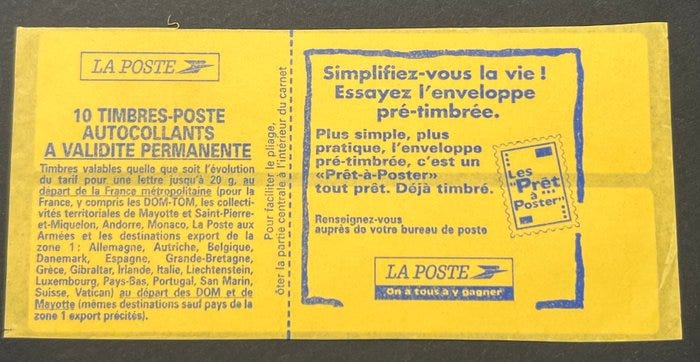 LA POSTE
10 TIMBRES-POSTE
AUTOCOLLANTS
A VALIDITE PERMANENTE
Timbres valables quelle que soit l'évolution
du tarif pour une lettre jusqu'à 20 g, au
départ de la France métropolitaine (pour la
France, y compris les DOM-TOM, les collecti-
vités territoriales de Mayotte et Saint-Pierre-
et-Miquelon, Andorre, Monaco, La Poste aux
Armées et les destinations export de la
zone 1 : Allemagne, Autriche, Belgique,
Danemark, Espagne, Grande-Bretagne,
Grèce, Gibraltar, Irlande, Italie, Liechtenstein,
Luxembourg, Pays-Bas, Portugal, San Marin,
Suisse, Vatican) au départ des DOM et de
Mayotte (mêmes destinations sauf pays de la
zone 1 export précités).
Pour faciliter le pliage,
ôter la partie centrale à l'intérieur du carnet
Simplifiez-vous la vie !
Essayez l'enveloppe
pré-timbrée.
Plus simple, plus
pratique, l'enveloppe
pré-timbrée, c'est un
«Prêt-à-Poster»
tout prêt. Déjà timbré.
Les
"Prêt
à
Poster"
Renseignez-vous
auprès de votre bureau de poste
LA POSTE
On a tous à y gagner